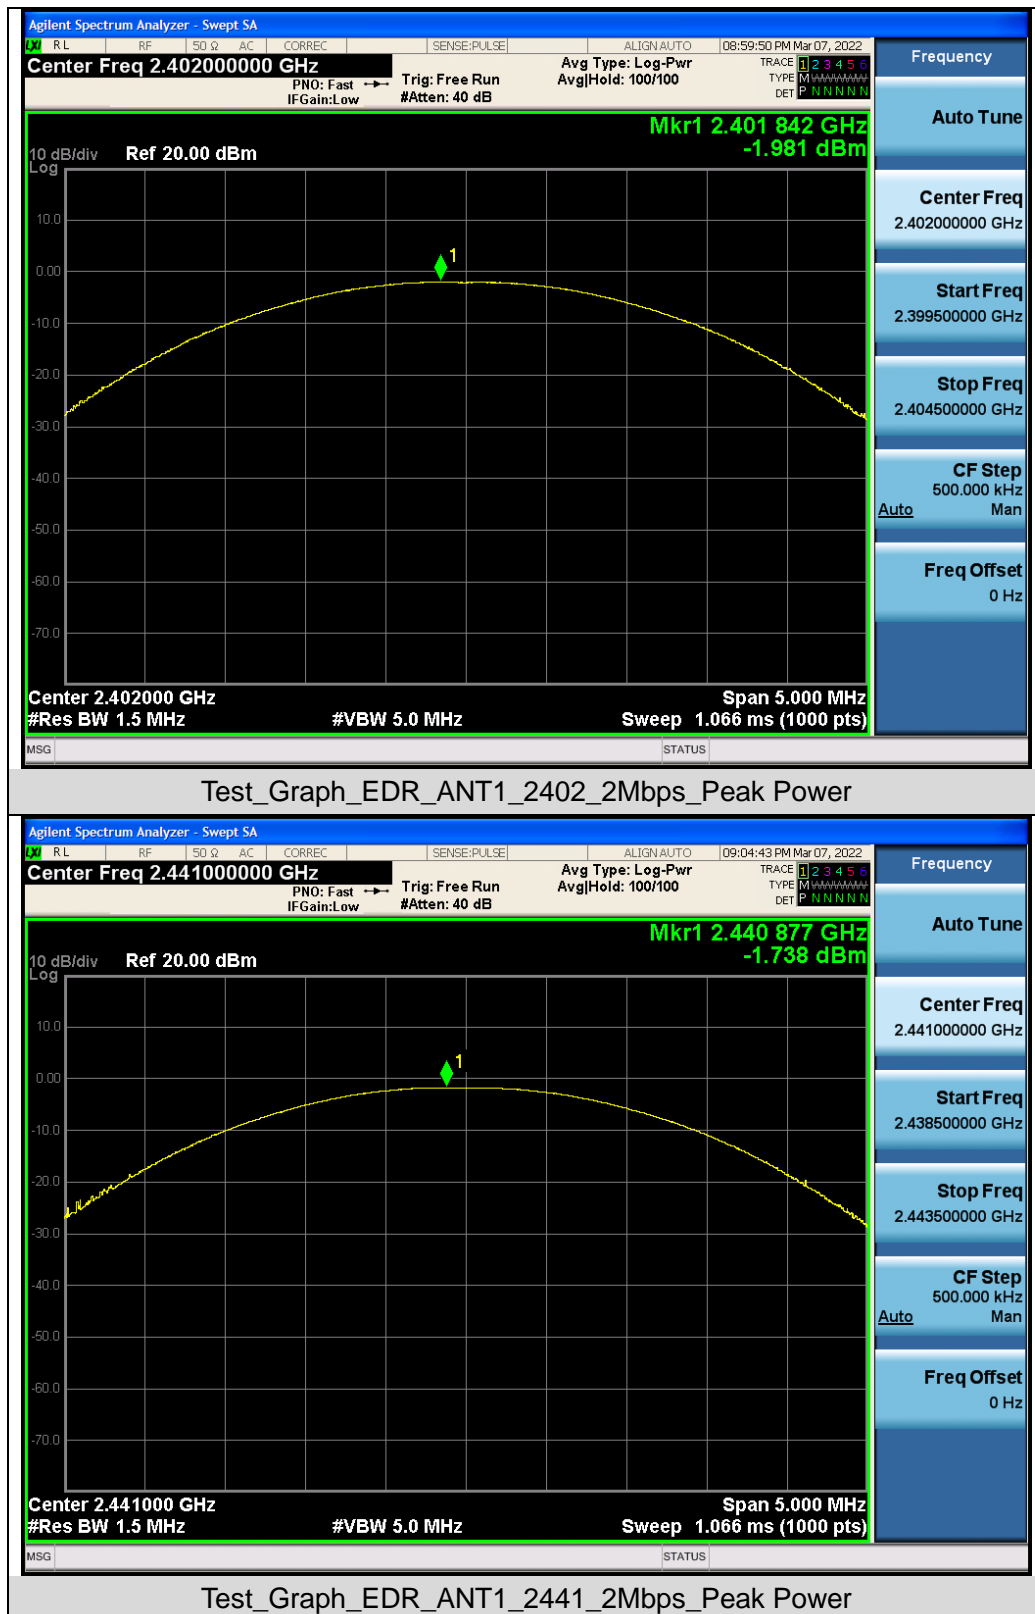 Agilent Spectrum Analyzer - Swept SA
LXI RL RF 50 Ω AC CORREC SENSE:PULSE ALIGN AUTO 08:59:50 PM Mar 07, 2022
Center Freq 2.402000000 GHz
PNO: Fast
IFGain:Low
Trig: Free Run
#Atten: 40 dB
Avg Type: Log-Pwr
Avg|Hold: 100/100
TRACE 1 2 3 4 5 6
TYPE M
DET P N N N N N
Mkr1 2.401 842 GHz
-1.981 dBm
10 dB/div
Log
Ref 20.00 dBm
1
10.0
0.00
-10.0
-20.0
-30.0
-40.0
-50.0
-60.0
-70.0
Center 2.402000 GHz
Span 5.000 MHz
#Res BW 1.5 MHz
#VBW 5.0 MHz
Sweep 1.066 ms (1000 pts)
MSG
STATUS
Frequency
Auto Tune
Center Freq
2.402000000 GHz
Start Freq
2.399500000 GHz
Stop Freq
2.404500000 GHz
CF Step
500.000 kHz
Auto Man
Freq Offset
0 Hz
Test_Graph_EDR_ANT1_2402_2Mbps_Peak Power
Agilent Spectrum Analyzer - Swept SA
LXI RL RF 50 Ω AC CORREC SENSE:PULSE ALIGN AUTO 09:04:43 PM Mar 07, 2022
Center Freq 2.441000000 GHz
PNO: Fast
IFGain:Low
Trig: Free Run
#Atten: 40 dB
Avg Type: Log-Pwr
Avg|Hold: 100/100
TRACE 1 2 3 4 5 6
TYPE M
DET P N N N N N
Mkr1 2.440 877 GHz
-1.738 dBm
10 dB/div
Log
Ref 20.00 dBm
1
10.0
0.00
-10.0
-20.0
-30.0
-40.0
-50.0
-60.0
-70.0
Center 2.441000 GHz
Span 5.000 MHz
#Res BW 1.5 MHz
#VBW 5.0 MHz
Sweep 1.066 ms (1000 pts)
MSG
STATUS
Frequency
Auto Tune
Center Freq
2.441000000 GHz
Start Freq
2.438500000 GHz
Stop Freq
2.443500000 GHz
CF Step
500.000 kHz
Auto Man
Freq Offset
0 Hz
Test_Graph_EDR_ANT1_2441_2Mbps_Peak Power